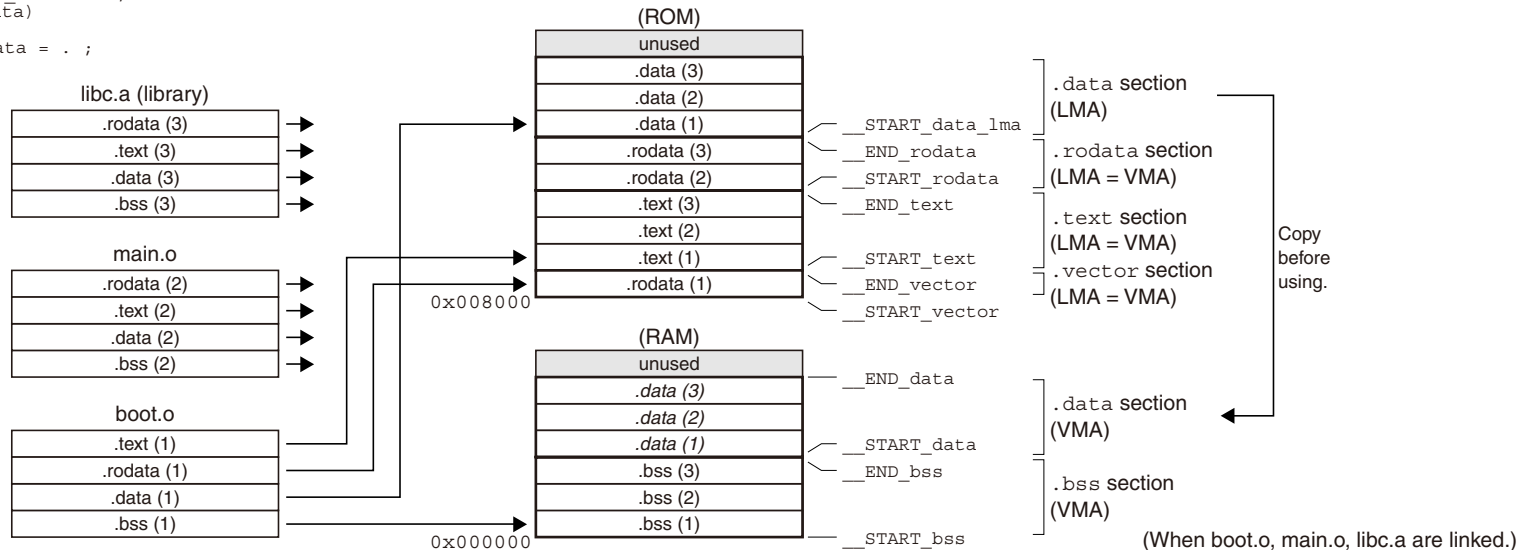 ata)
ata = . ;
libc.a (library)
.rodata (3)
.text (3)
.data (3)
.bss (3)
main.o
.rodata (2)
.text (2)
.data (2)
.bss (2)
boot.o
.text (1)
.rodata (1)
.data (1)
.bss (1)
(ROM)
unused
.data (3)
.data (2)
.data (1)
.rodata (3)
.rodata (2)
.text (3)
.text (2)
.text (1)
.rodata (1)
0x008000
__START_data_lma
__END_rodata
__START_rodata
__END_text
__START_text
__END_vector
__START_vector
.data section
(LMA)
.rodata section
(LMA = VMA)
.text section
(LMA = VMA)
.vector section
(LMA = VMA)
Copy
before
using.
(RAM)
unused
.data (3)
.data (2)
.data (1)
.bss (3)
.bss (2)
.bss (1)
0x000000
__END_data
__START_data
__END_bss
__START_bss
.data section
(VMA)
.bss section
(VMA)
(When boot.o, main.o, libc.a are linked.)